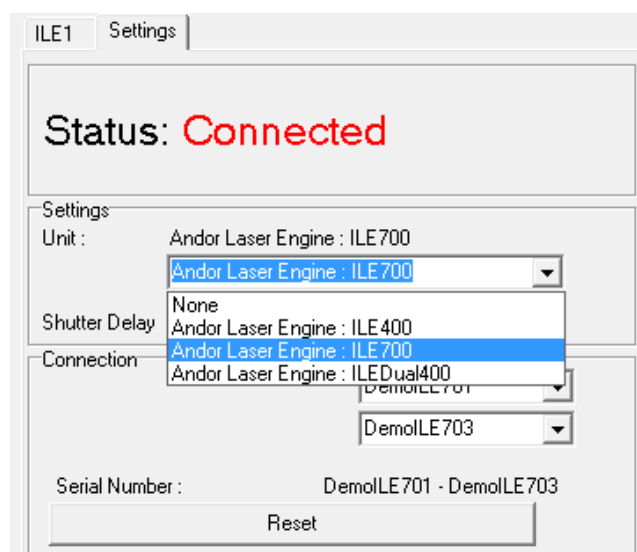 ILE1 Settings
Status: Connected
Settings
Unit : Andor Laser Engine : ILE700
Andor Laser Engine : ILE700
None
Shutter Delay
Andor Laser Engine : ILE400
Andor Laser Engine : ILE700
Connection
Andor Laser Engine : ILEDual400
DemoILE701
DemoILE703
Serial Number : DemoILE701 - DemoILE703
Reset